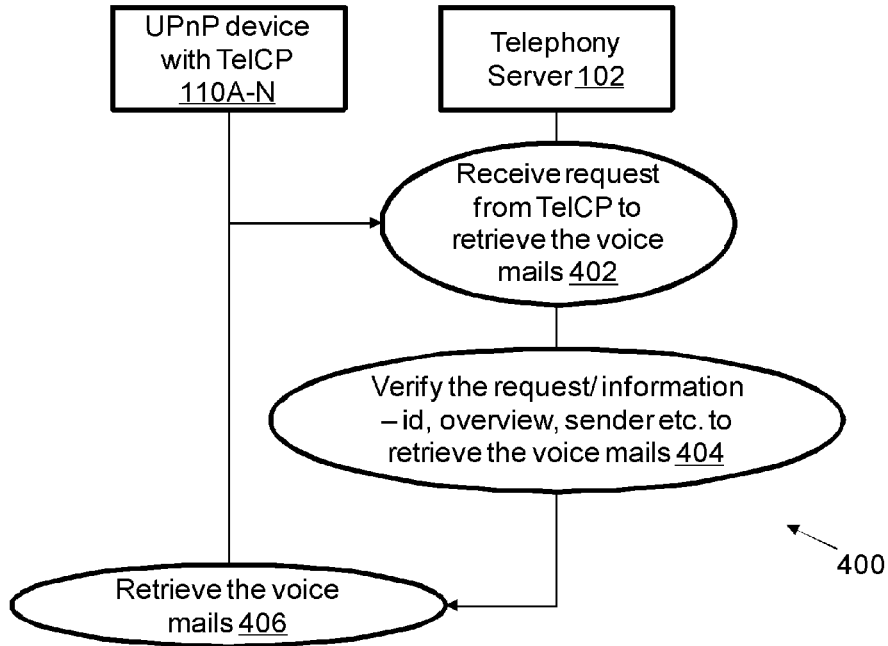 UPnP device
with TelCP
110A-N
Telephony
Server 102
Receive request
from TelCP to
retrieve the voice
mails 402
Verify the request/ information
– id, overview, sender etc. to
retrieve the voice mails 404
400
Retrieve the voice
mails 406